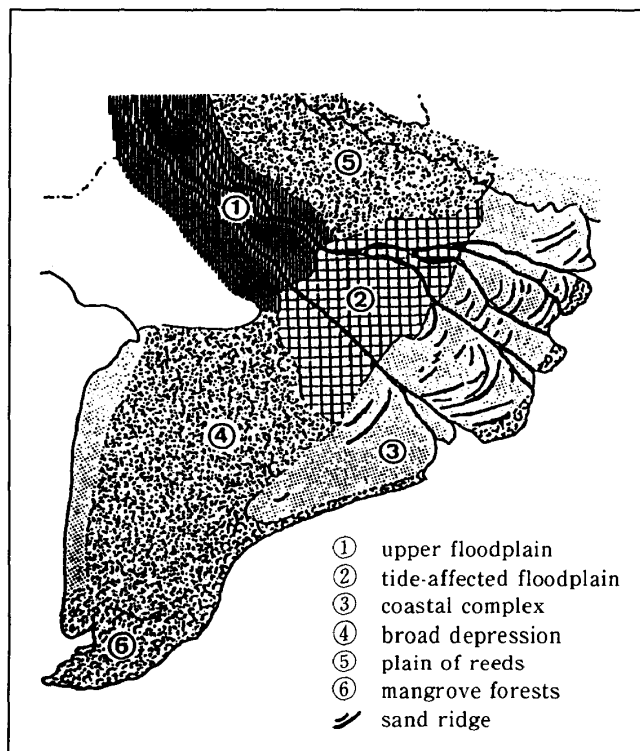 ⑤
①
②
④
③
⑥
① upper floodplain
② tide-affected floodplain
③ coastal complex
④ broad depression
⑤ plain of reeds
⑥ mangrove forests
sand ridge